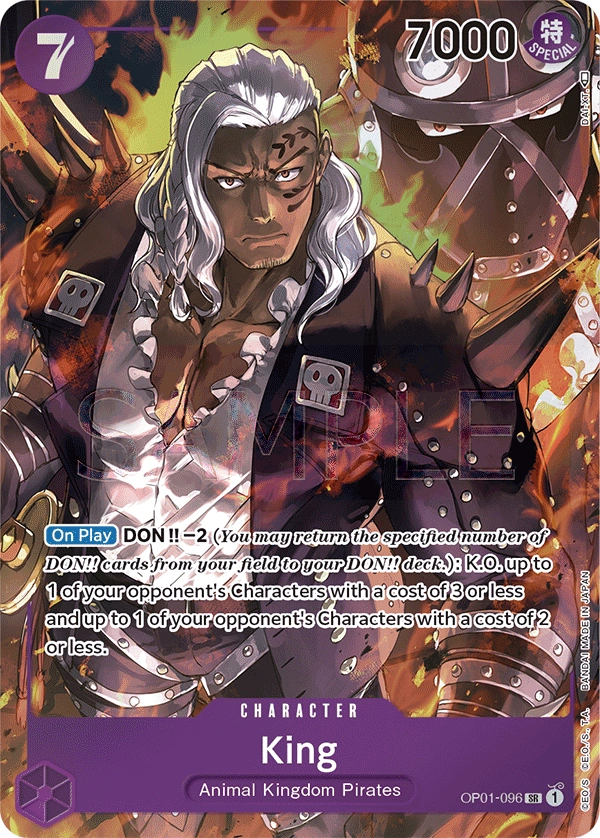 7
7000
特
SPECIAL
DAI-XT.
SAMPLE
On Play DON!! −2 (You may return the specified number of
DON!! cards from your field to your DON!! deck.): K.O. up to
1 of your opponent's Characters with a cost of 3 or less
and up to 1 of your opponent's Characters with a cost of 2
or less.
CHARACTER
King
Animal Kingdom Pirates
OP01-096 SR 1
©E.O./S ©E.O./S., T.A. BANDAI MADE IN JAPAN